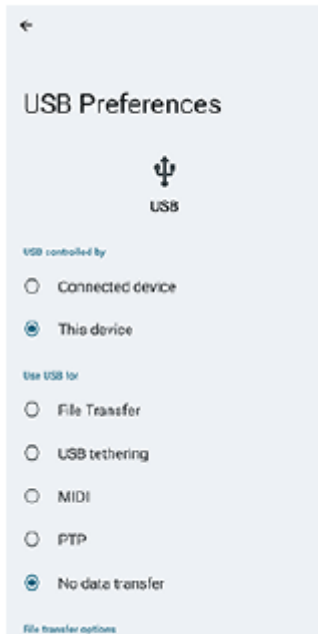 USB Preferences
USB
USB controlled by
Connected device
This device
Use USB for
File Transfer
USB tethering
MIDI
PTP
No data transfer
File transfer options